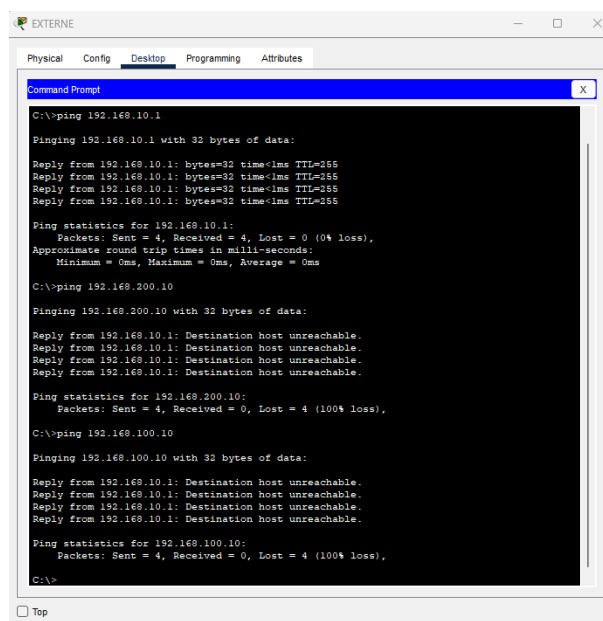 EXTERNE
Physical Config Desktop Programming Attributes
Command Prompt X
C:\>ping 192.168.10.1
Pinging 192.168.10.1 with 32 bytes of data:
Reply from 192.168.10.1: bytes=32 time<1ms TTL=255
Reply from 192.168.10.1: bytes=32 time<1ms TTL=255
Reply from 192.168.10.1: bytes=32 time<1ms TTL=255
Reply from 192.168.10.1: bytes=32 time<1ms TTL=255
Ping statistics for 192.168.10.1:
Packets: Sent = 4, Received = 4, Lost = 0 (0% loss),
Approximate round trip times in milli-seconds:
Minimum = 0ms, Maximum = 0ms, Average = 0ms
C:\>ping 192.168.200.10
Pinging 192.168.200.10 with 32 bytes of data:
Reply from 192.168.10.1: Destination host unreachable.
Reply from 192.168.10.1: Destination host unreachable.
Reply from 192.168.10.1: Destination host unreachable.
Reply from 192.168.10.1: Destination host unreachable.
Ping statistics for 192.168.200.10:
Packets: Sent = 4, Received = 0, Lost = 4 (100% loss),
C:\>ping 192.168.100.10
Pinging 192.168.100.10 with 32 bytes of data:
Reply from 192.168.10.1: Destination host unreachable.
Reply from 192.168.10.1: Destination host unreachable.
Reply from 192.168.10.1: Destination host unreachable.
Reply from 192.168.10.1: Destination host unreachable.
Ping statistics for 192.168.100.10:
Packets: Sent = 4, Received = 0, Lost = 4 (100% loss),
C:\>
Top